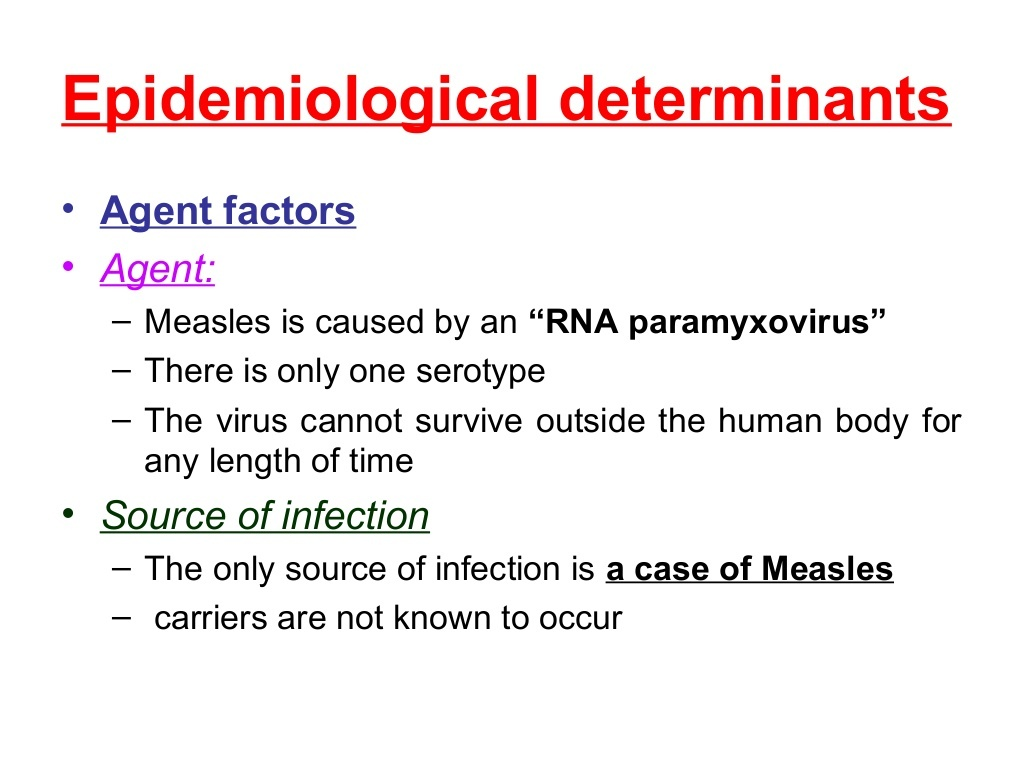 Epidemiological determinants
• Agent factors
• Agent:
– Measles is caused by an “RNA paramyxovirus”
– There is only one serotype
– The virus cannot survive outside the human body for
any length of time
• Source of infection
– The only source of infection is a case of Measles
– carriers are not known to occur